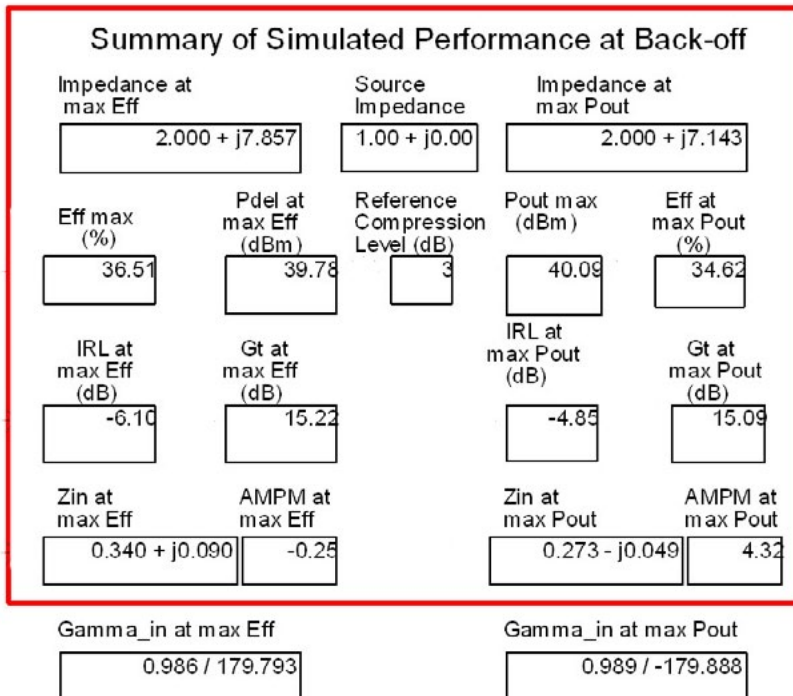 Summary of Simulated Performance at Back-off
Impedance at
max Eff
Source
Impedance
Impedance at
max Pout
2.000 + j7.857
1.00 + j0.00
2.000 + j7.143
Eff max
(%)
Pdel at
max Eff
(dBm)
Reference
Compression
Level (dB)
Pout max
(dBm)
Eff at
max Pout
(%)
36.51
39.78
3
40.09
34.62
IRL at
max Eff
(dB)
Gt at
max Eff
(dB)
IRL at
max Pout
(dB)
Gt at
max Pout
(dB)
-6.10
15.22
-4.85
15.09
Zin at
max Eff
AMPM at
max Eff
Zin at
max Pout
AMPM at
max Pout
0.340 + j0.090
-0.25
0.273 - j0.049
4.32
Gamma_in at max Eff
Gamma_in at max Pout
0.986 / 179.793
0.989 / -179.888